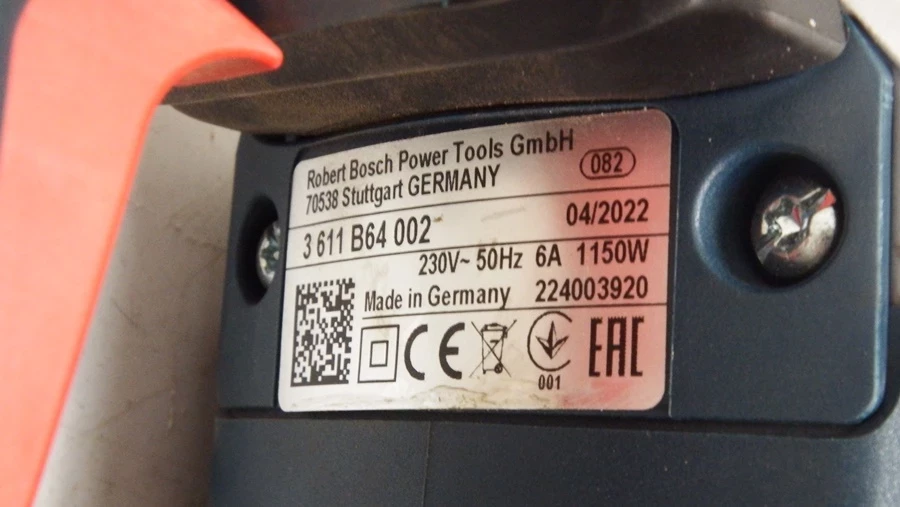 Robert Bosch Power Tools GmbH
70538 Stuttgart GERMANY
082
3 611 B64 002
04/2022
230V~ 50Hz 6A 1150W
Made in Germany 224003920
CE
001
EAC